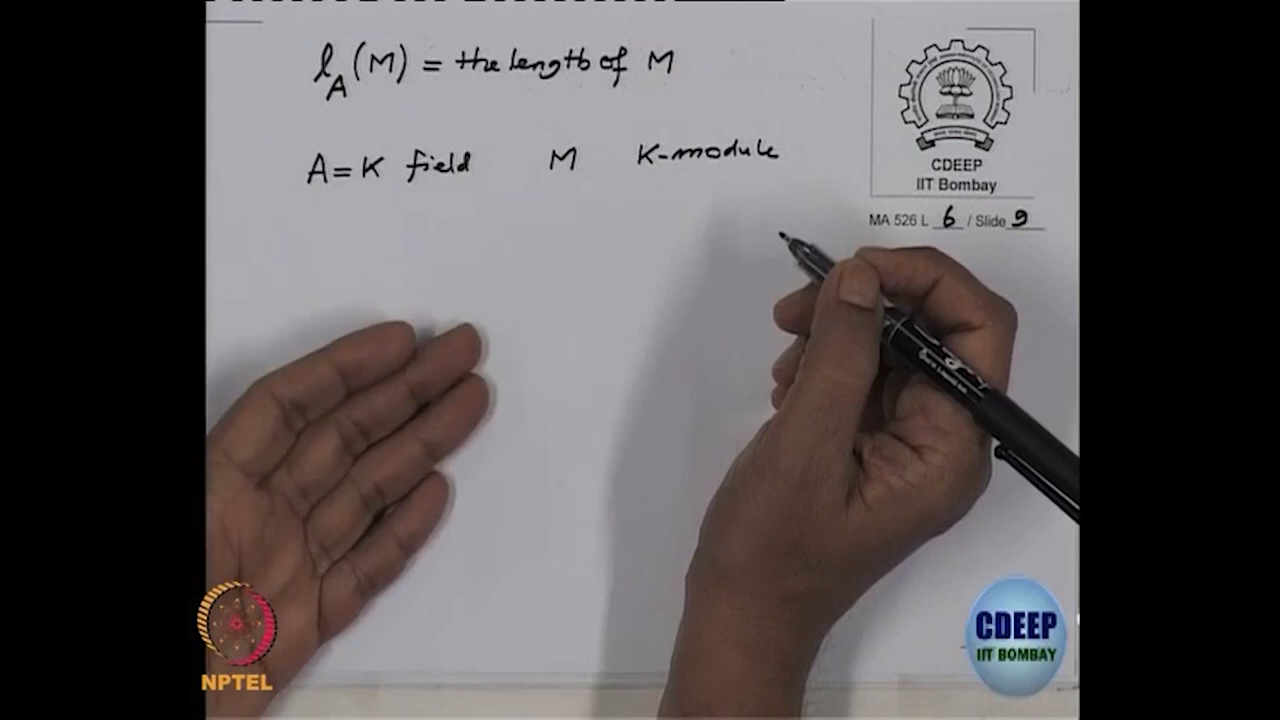 ℓ_A (M) = the length of M
A = K field M K-module
CDEEP
IIT Bombay
MA 526 L 6 / Slide 9
CDEEP
IIT BOMBAY
NPTEL